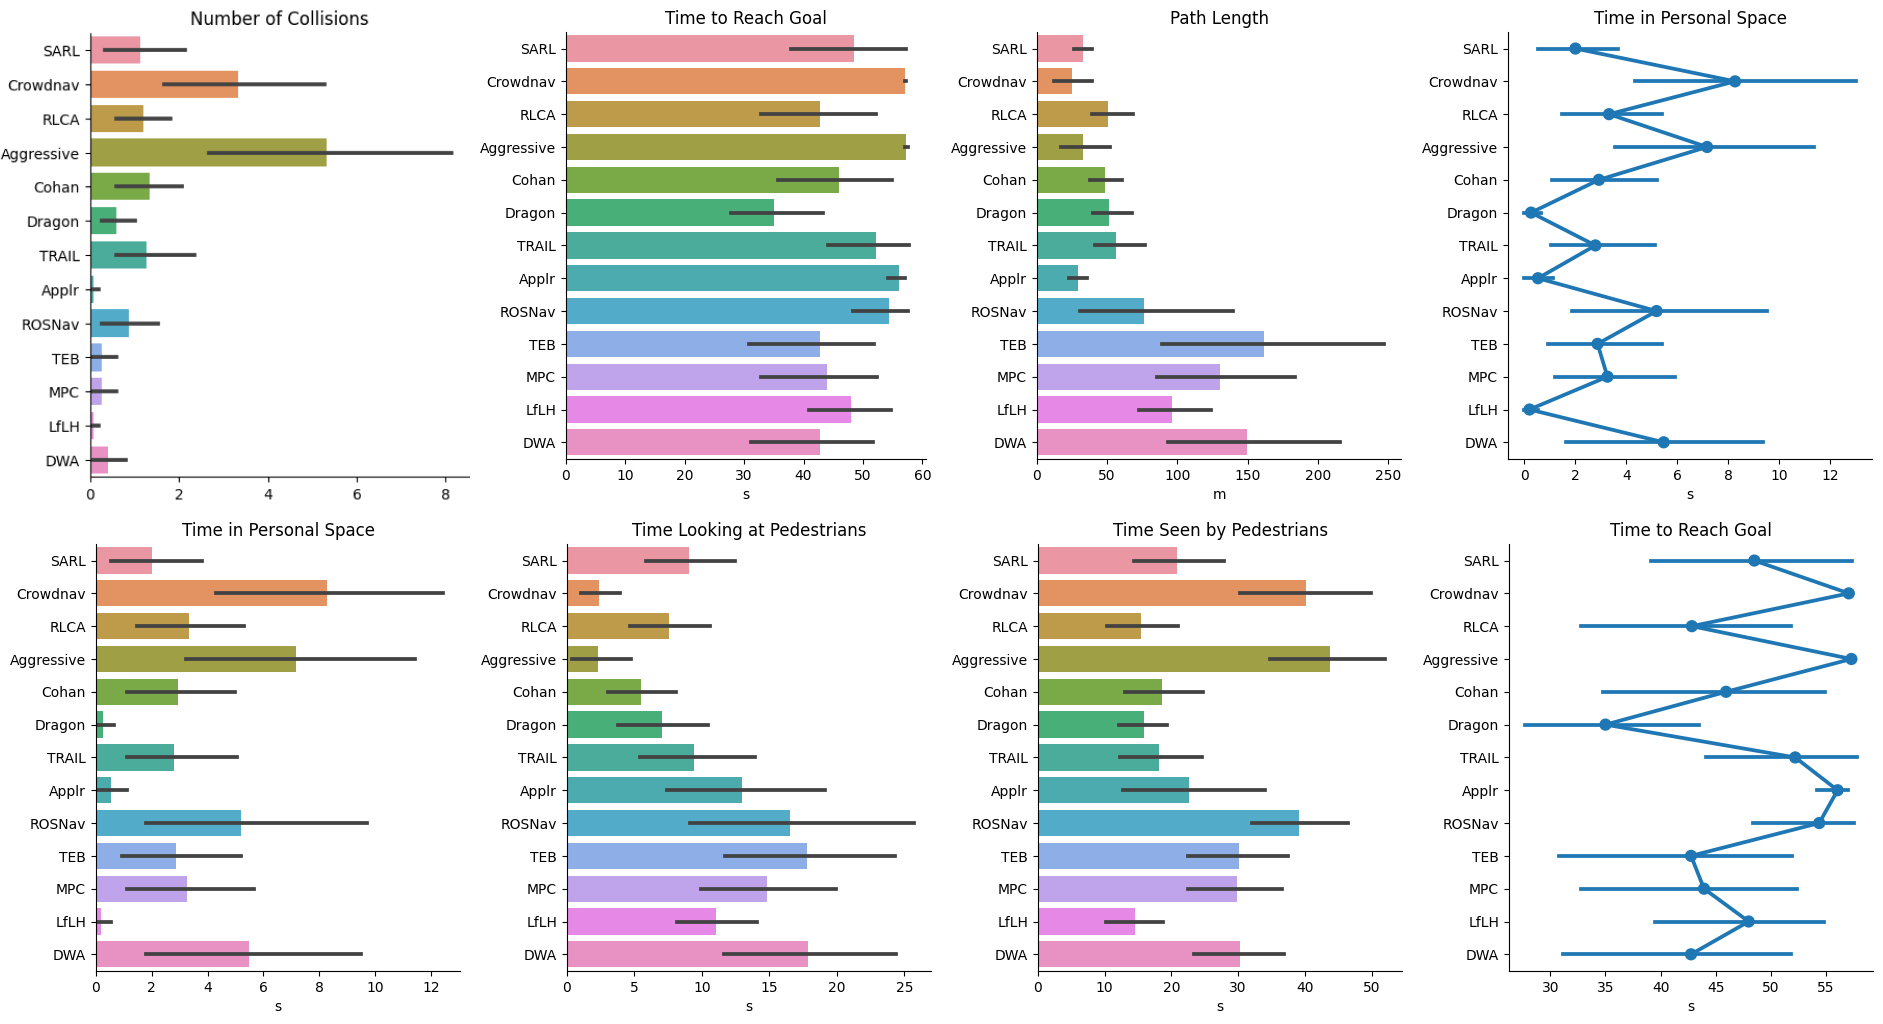 Number of Collisions
SARL
Crowdnav
RLCA
Aggressive
Cohan
Dragon
TRAIL
Applr
ROSNav
TEB
MPC
LfLH
DWA
0 2 4 6 8
Time to Reach Goal
SARL
Crowdnav
RLCA
Aggressive
Cohan
Dragon
TRAIL
Applr
ROSNav
TEB
MPC
LfLH
DWA
0 10 20 30 40 50 60
s
Path Length
SARL
Crowdnav
RLCA
Aggressive
Cohan
Dragon
TRAIL
Applr
ROSNav
TEB
MPC
LfLH
DWA
0 50 100 150 200 250
m
Time in Personal Space
SARL
Crowdnav
RLCA
Aggressive
Cohan
Dragon
TRAIL
Applr
ROSNav
TEB
MPC
LfLH
DWA
0 2 4 6 8 10 12
s
Time in Personal Space
SARL
Crowdnav
RLCA
Aggressive
Cohan
Dragon
TRAIL
Applr
ROSNav
TEB
MPC
LfLH
DWA
0 2 4 6 8 10 12
s
Time Looking at Pedestrians
SARL
Crowdnav
RLCA
Aggressive
Cohan
Dragon
TRAIL
Applr
ROSNav
TEB
MPC
LfLH
DWA
0 5 10 15 20 25
s
Time Seen by Pedestrians
SARL
Crowdnav
RLCA
Aggressive
Cohan
Dragon
TRAIL
Applr
ROSNav
TEB
MPC
LfLH
DWA
0 10 20 30 40 50
s
Time to Reach Goal
SARL
Crowdnav
RLCA
Aggressive
Cohan
Dragon
TRAIL
Applr
ROSNav
TEB
MPC
LfLH
DWA
30 35 40 45 50 55
s